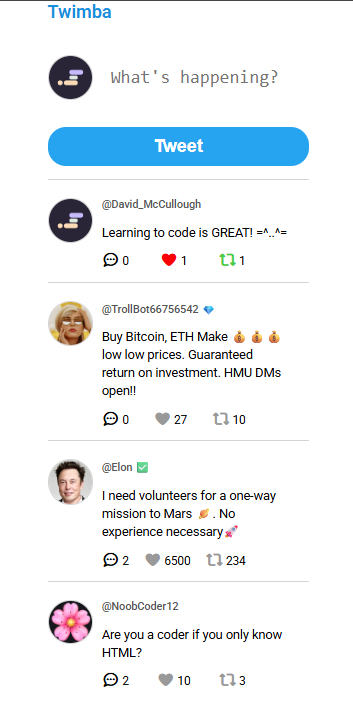 Twimba
What's happening?
Tweet
@David_McCullough
Learning to code is GREAT! =^..^=
0 1 1
@TrollBot66756542 💎
Buy Bitcoin, ETH Make 💰 💰 💰
low low prices. Guaranteed
return on investment. HMU DMs
open!!
0 27 10
@Elon ✅
I need volunteers for a one-way
mission to Mars 🪐 . No
experience necessary🚀
2 6500 234
@NoobCoder12
Are you a coder if you only know
HTML?
2 10 3